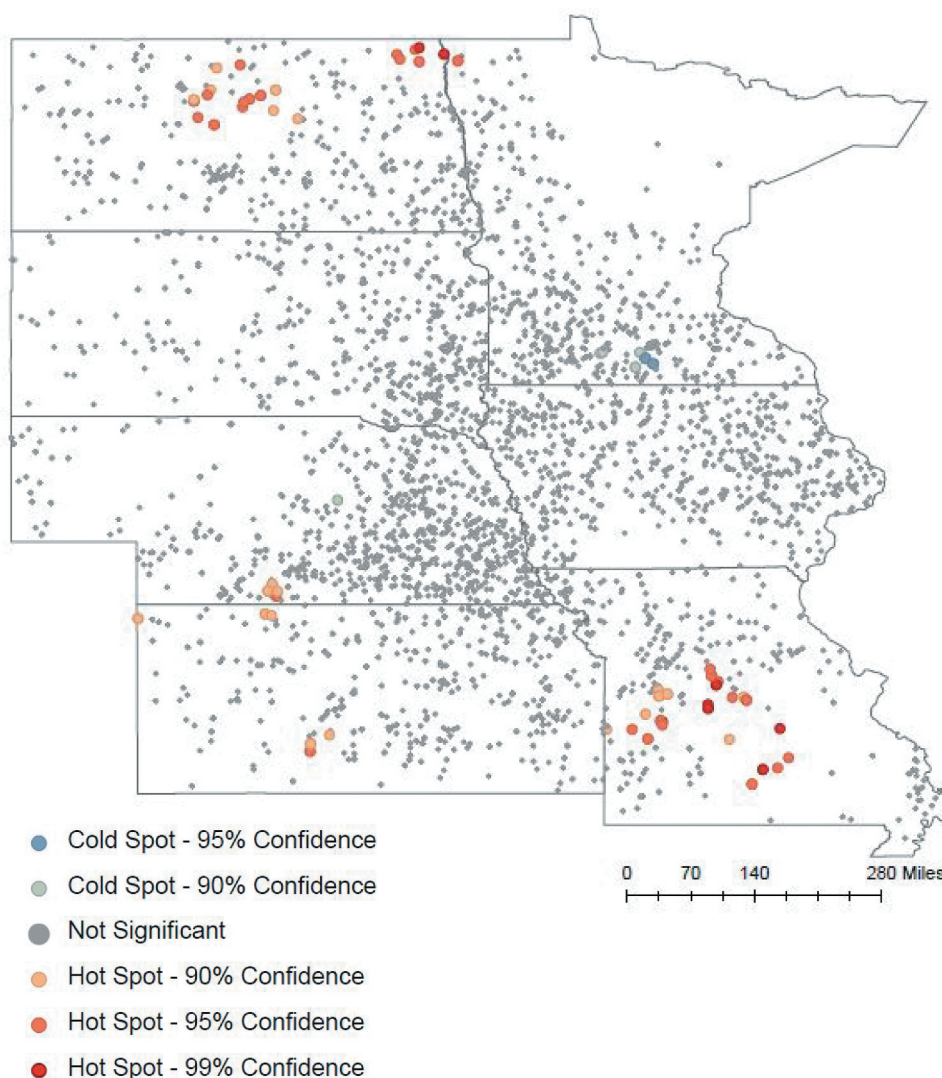 Cold Spot - 95% Confidence
Cold Spot - 90% Confidence
0 70 140 280 Miles
Not Significant
Hot Spot - 90% Confidence
Hot Spot - 95% Confidence
Hot Spot - 99% Confidence